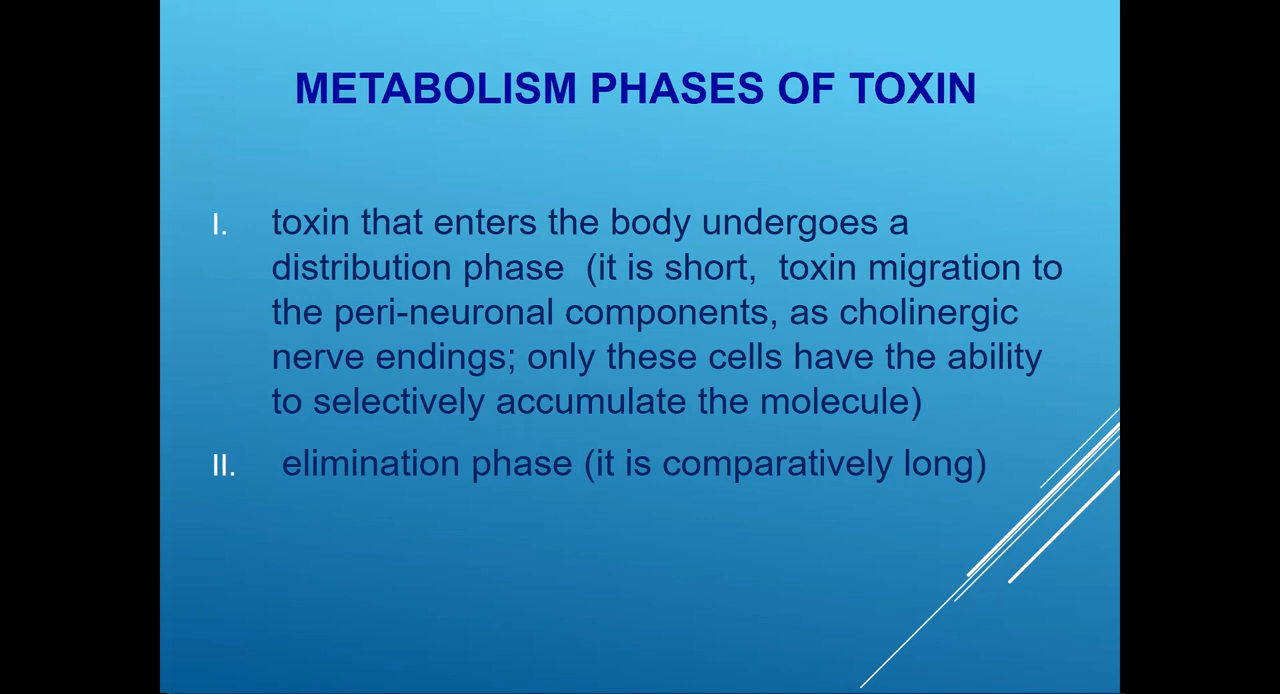 METABOLISM PHASES OF TOXIN
I. toxin that enters the body undergoes a
distribution phase (it is short, toxin migration to
the peri-neuronal components, as cholinergic
nerve endings; only these cells have the ability
to selectively accumulate the molecule)
II. elimination phase (it is comparatively long)